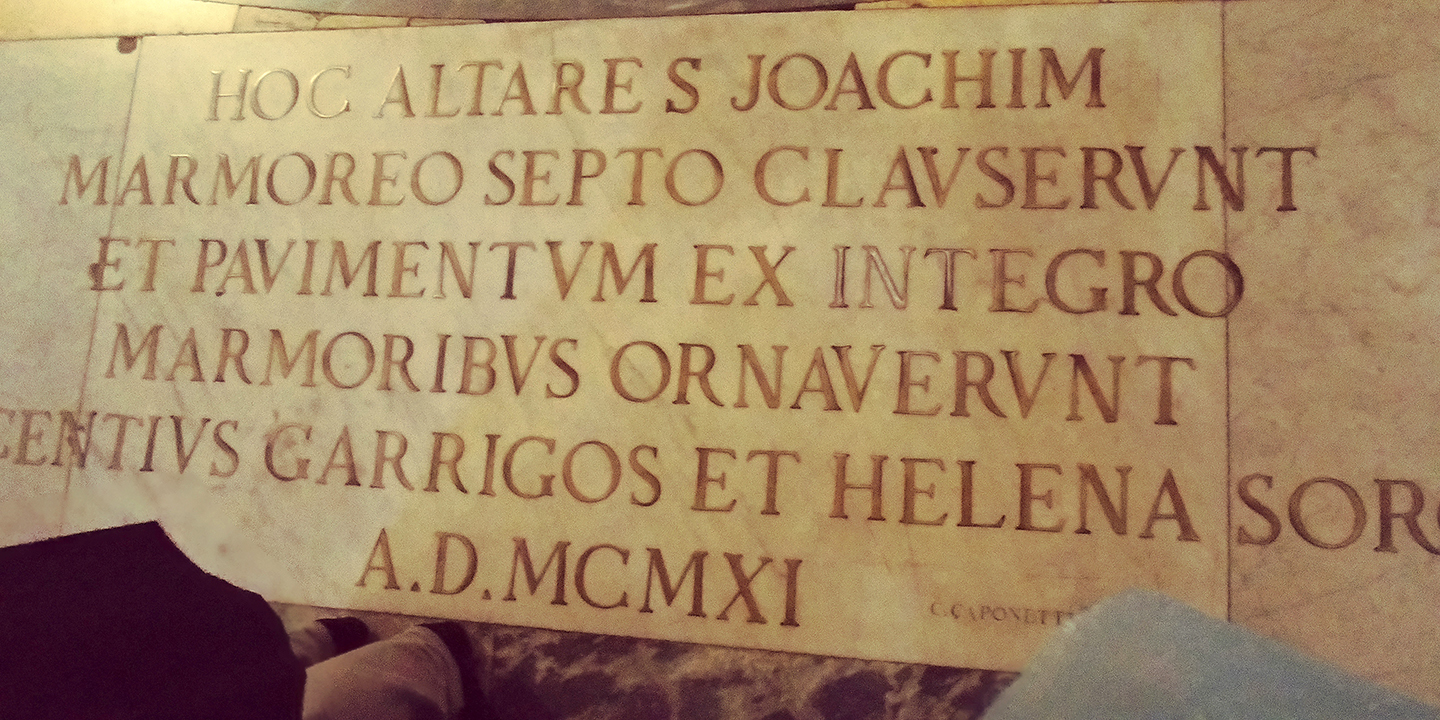 HOC ALTARE S JOACHIM
MARMOREO SEPTO CLAVSERVNT
ET PAVIMENTVM EX INTEGRO
MARMORIBVS ORNAVERVNT
CENTIVS GARRIGOS ET HELENA SOR
A.D.MCMXI